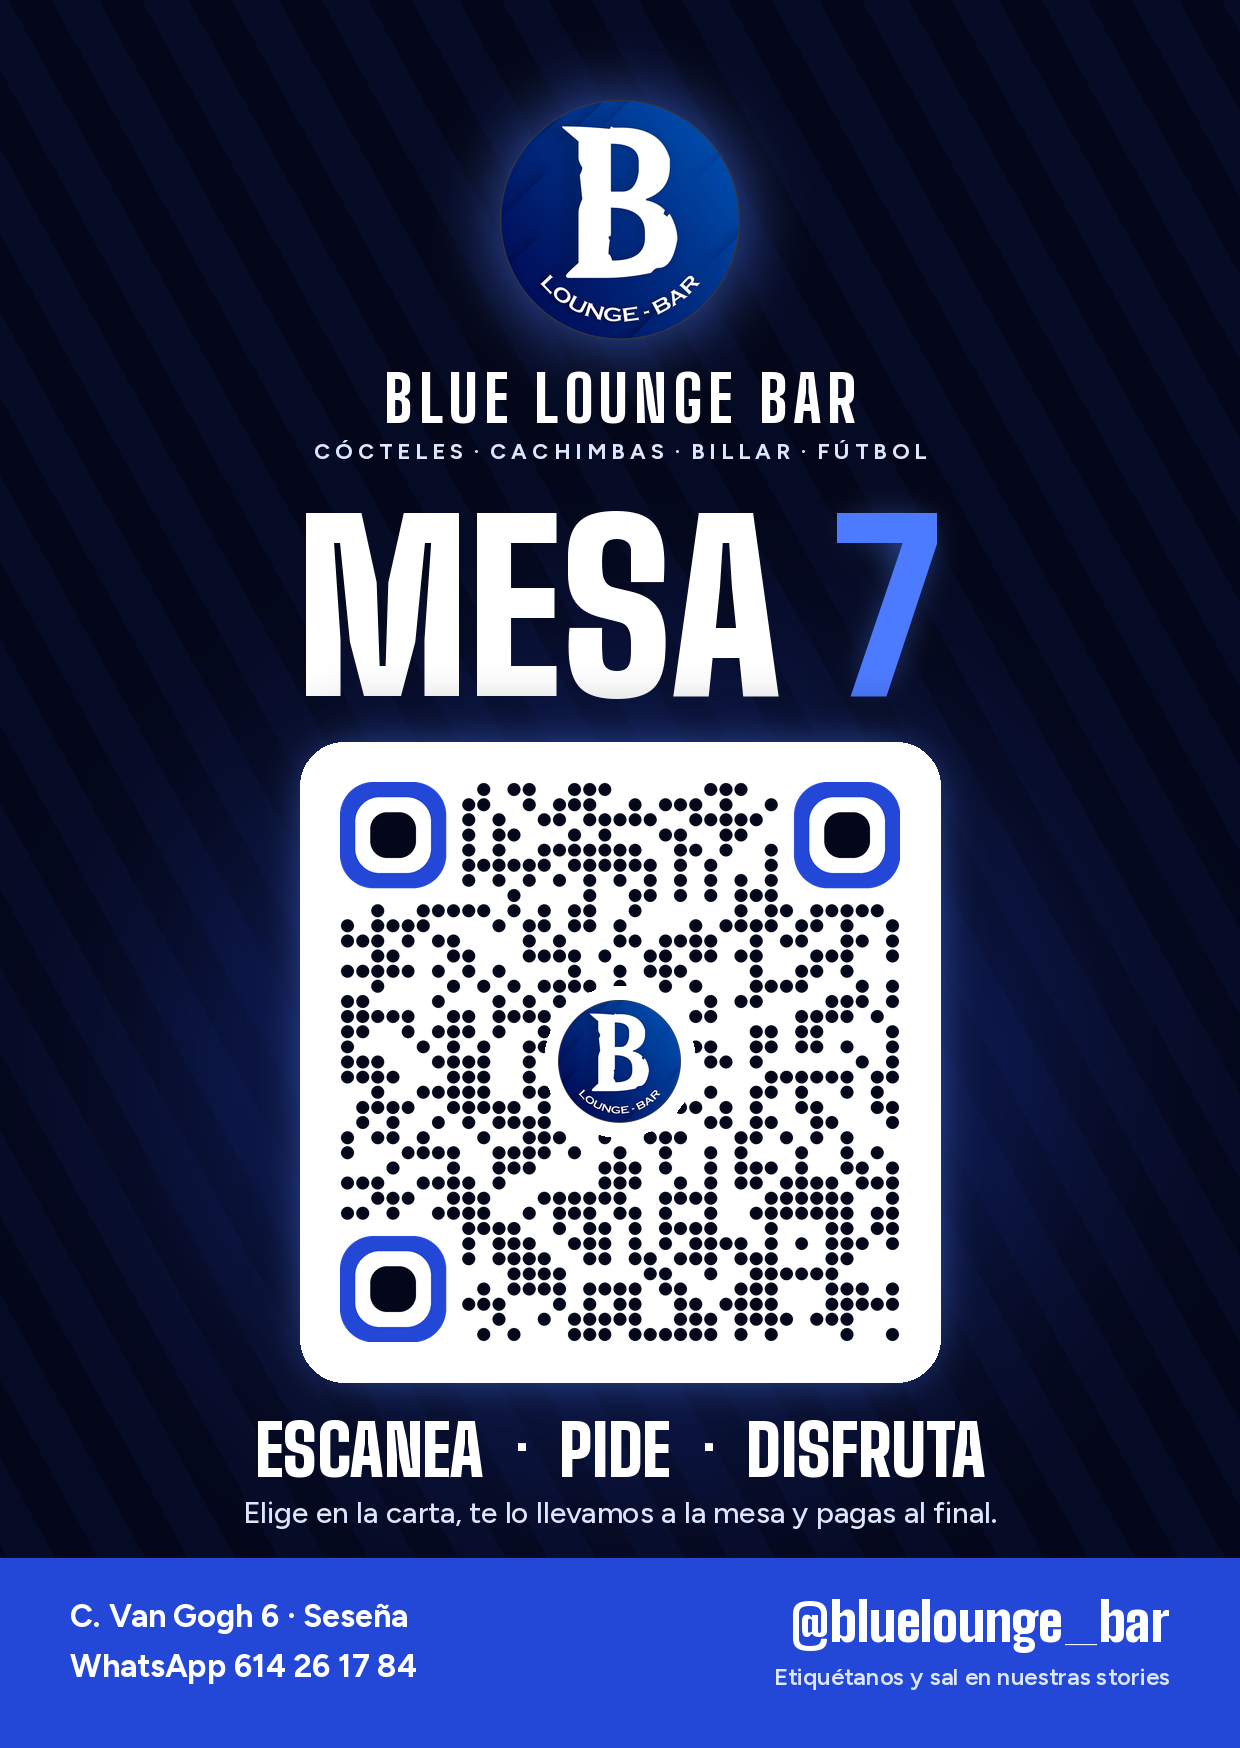 B
LOUNGE - BAR
BLUE LOUNGE BAR
CÓCTELES · CACHIMBAS · BILLAR · FÚTBOL
MESA 7
B
LOUNGE - BAR
ESCANEA · PIDE · DISFRUTA
Elige en la carta, te lo llevamos a la mesa y pagas al final.
C. Van Gogh 6 · Seseña
WhatsApp 614 26 17 84
@bluelounge_bar
Etiquétanos y sal en nuestras stories